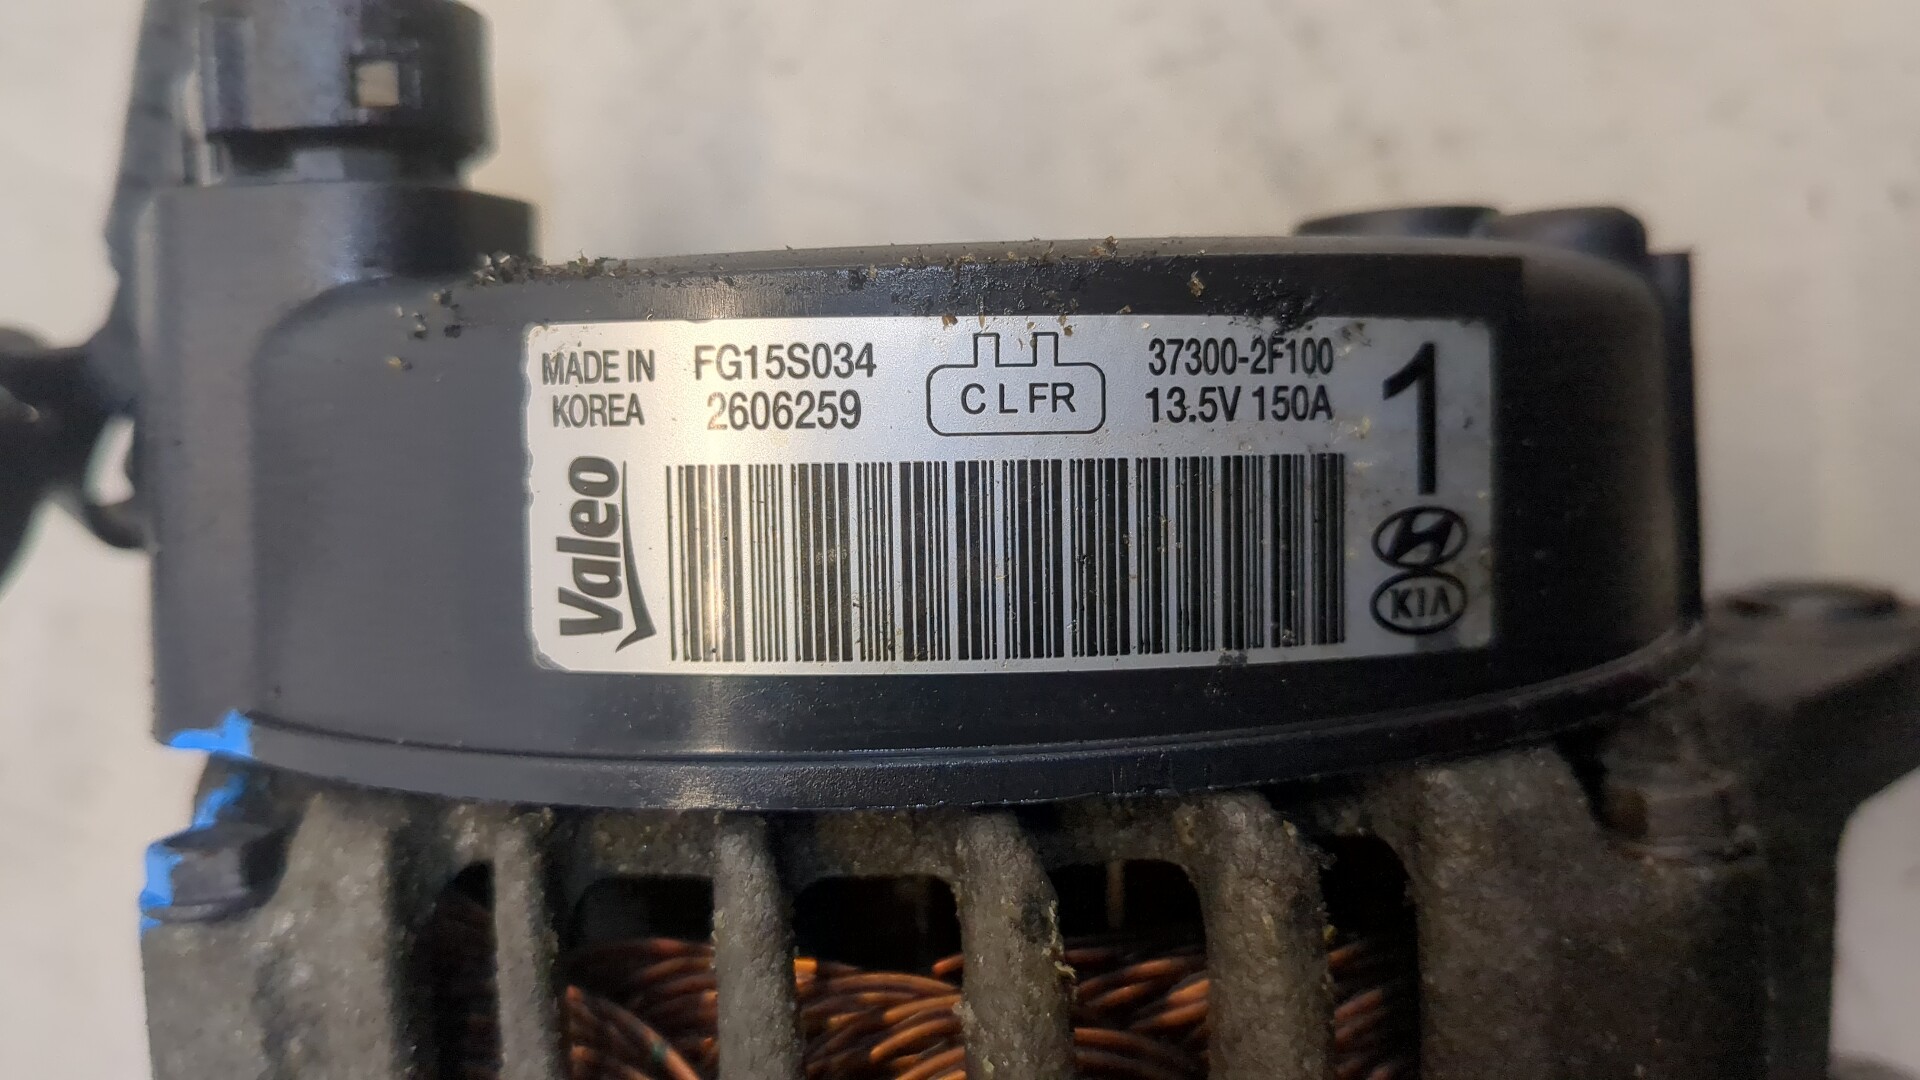 MADE IN
KOREA
FG15S034
2606259
C L FR
37300-2F100
13.5V 150A
1
Valeo
KIA